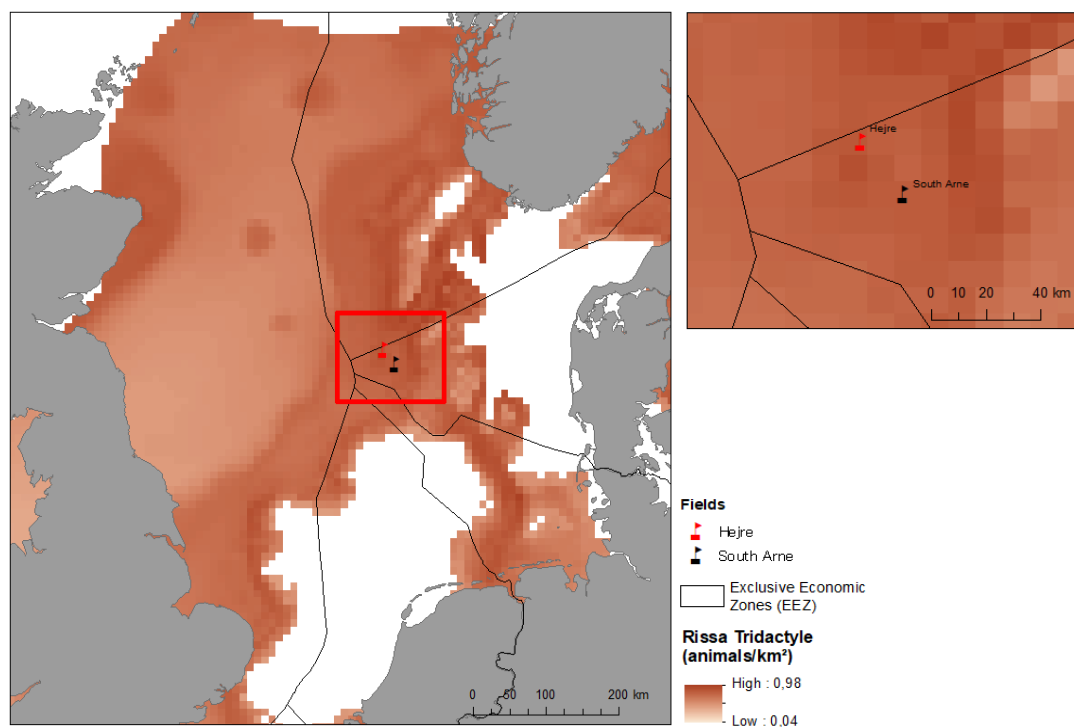 Hejre
South Arne
0 10 20 40 km
Fields
Hejre
South Arne
Exclusive Economic
Zones (EEZ)
Rissa Tridactyle
(animals/km²)
High : 0,98
Low : 0,04
0 50 100 200 km